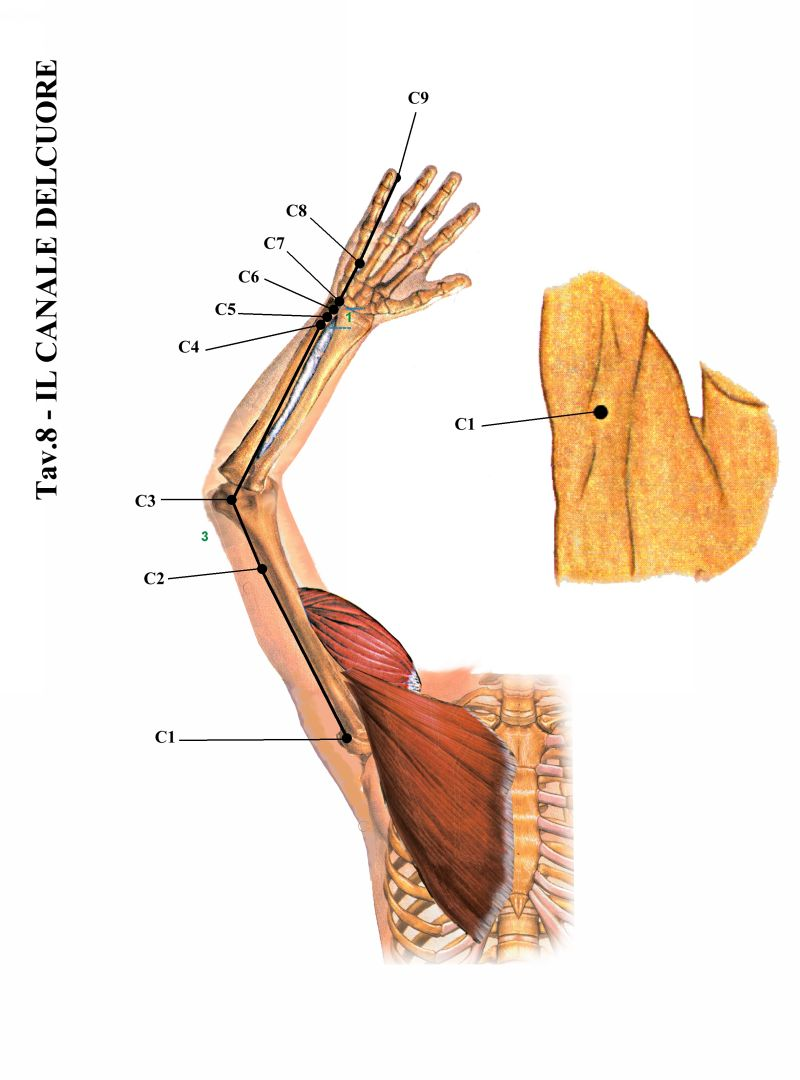 Tav.8 - IL CANALE DELCUORE
C9
C8
C7
C6
C5
1
C4
C1
C3
3
C2
C1